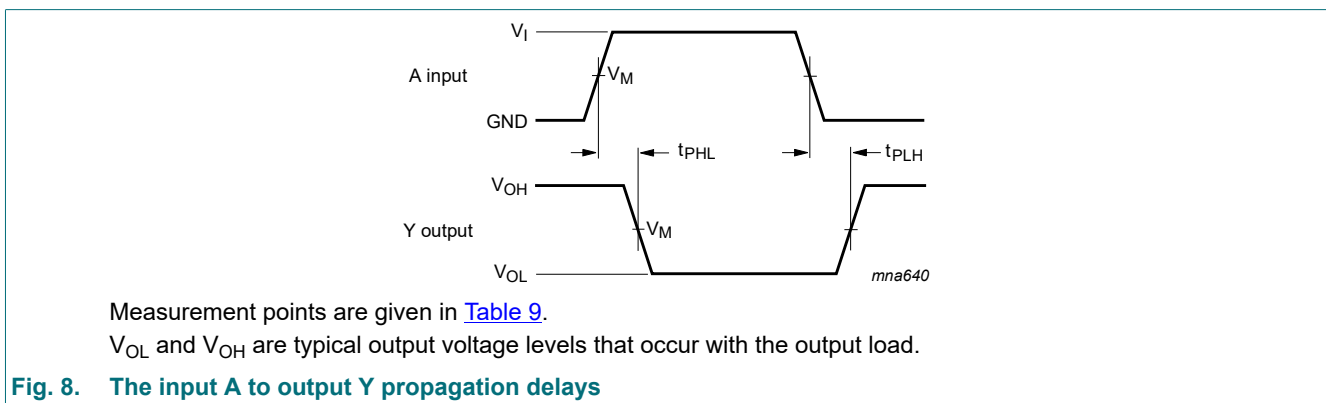 V_I
A input
V_M
GND
t_PHL
t_PLH
V_OH
Y output
V_M
V_OL
mna640
Measurement points are given in Table 9.
V_OL and V_OH are typical output voltage levels that occur with the output load.
Fig. 8. The input A to output Y propagation delays